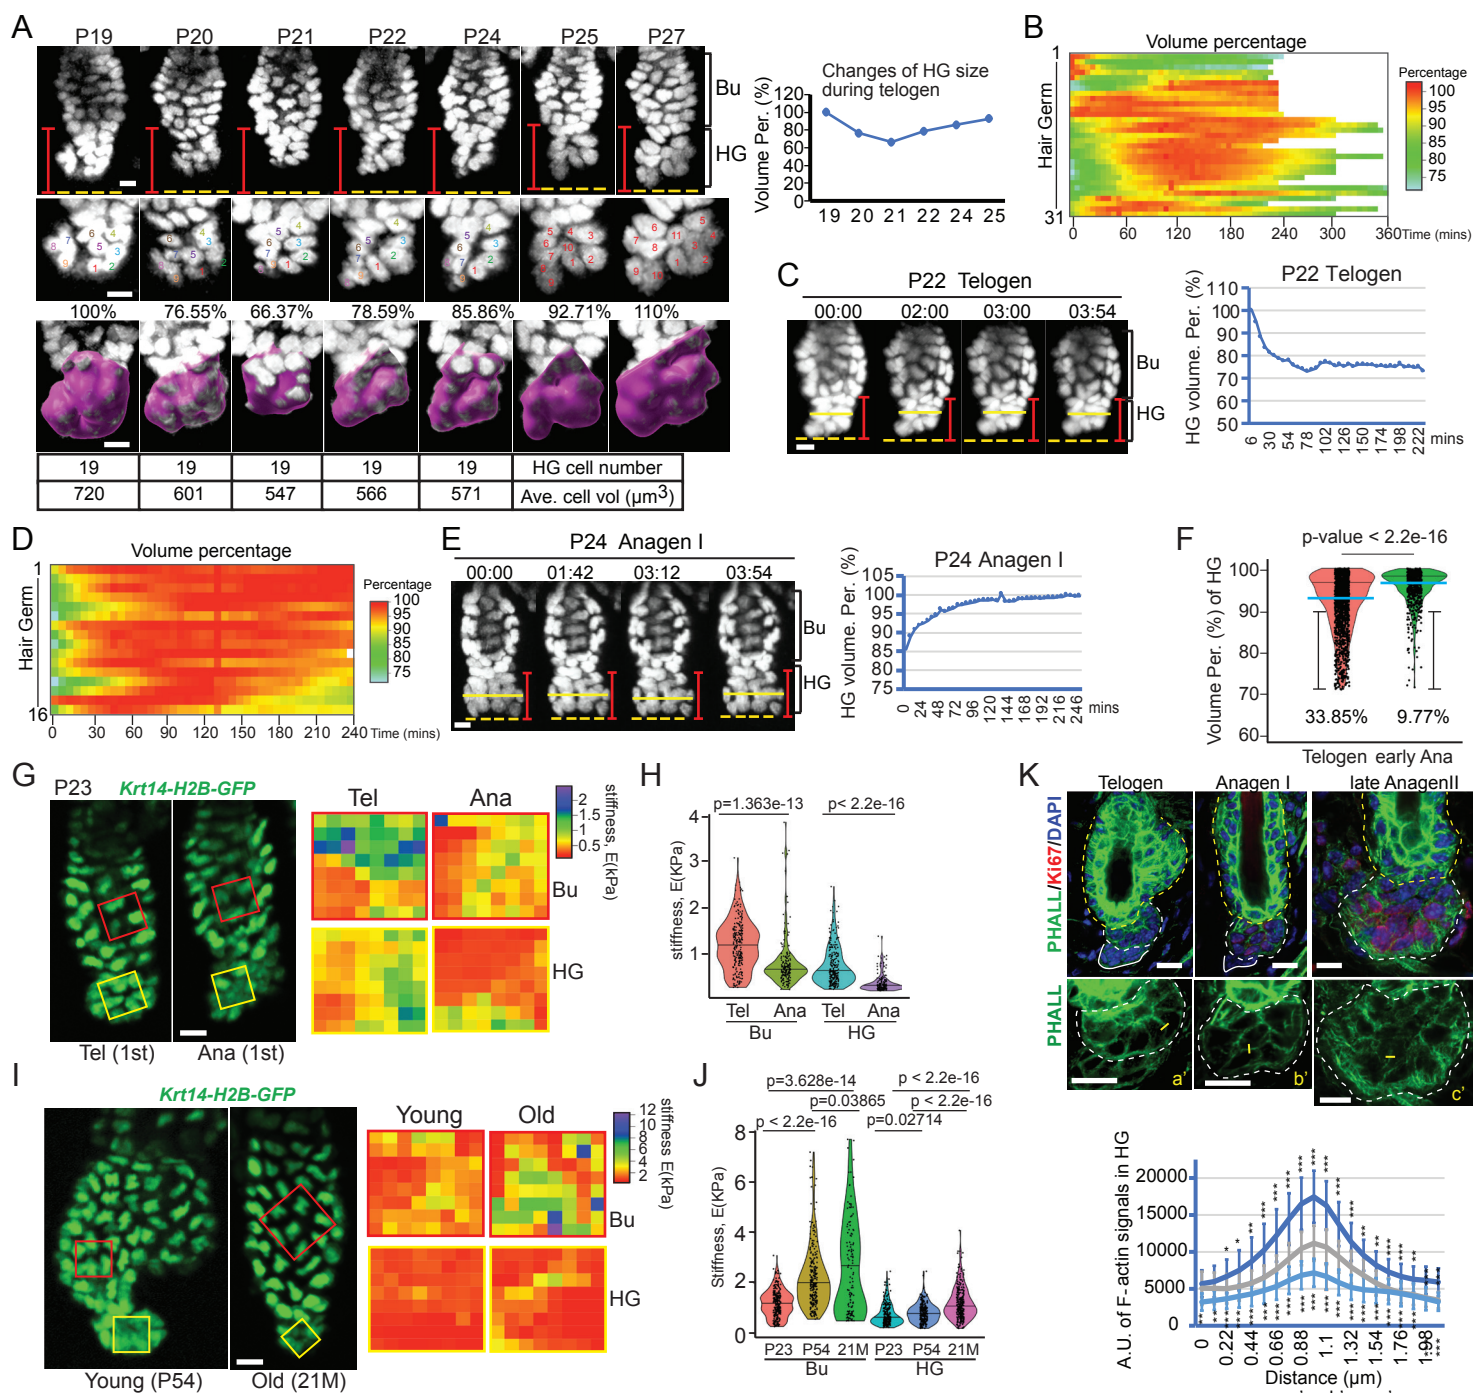 A
P19 P20 P21 P22 P24 P25 P27
Bu
HG
100% 76.55% 66.37% 78.59% 85.86% 92.71% 110%
19 19 19 19 19 HG cell number
720 601 547 566 571 Ave. cell vol (µm3)
Changes of HG size
during telogen
Volume Per. (%)
120
100
80
60
40
20
0
19 20 21 22 24 25
B
Volume percentage
Hair Germ
1
31
0 60 120 180 240 300 360 Time (mins)
Percentage
100
95
90
85
80
75
C
P22 Telogen
00:00 02:00 03:00 03:54
Bu
HG
P22 Telogen
HG volume. Per. (%)
110
100
90
80
70
60
50
6 30 54 78 102 126 150 174 198 222 mins
D
Volume percentage
Hair Germ
1
16
0 30 60 90 120 150 180 210 240 Time (mins)
Percentage
100
95
90
85
80
75
E
P24 Anagen I
00:00 01:42 03:12 03:54
Bu
HG
P24 Anagen I
HG volume. Per. (%)
105
100
95
90
85
80
75
0 24 48 72 96 120 144 168 192 216 246 mins
F
p-value < 2.2e-16
Volume Per. (%) of HG
100
90
80
70
60
33.85% 9.77%
Telogen early Ana
G
P23 Krt14-H2B-GFP
Tel (1st) Ana (1st)
Tel Ana
Bu
HG
stiffness, E(kPa)
2
1.5
1
0.5
H
p=1.363e-13 p< 2.2e-16
stiffness, E(KPa)
4
3
2
1
Tel Ana Tel Ana
Bu HG
I
Krt14-H2B-GFP
Young (P54) Old (21M)
Young Old
Bu
HG
stiffness E(kPa)
12
10
8
6
4
2
J
p=3.628e-14 p < 2.2e-16
p=0.03865 p < 2.2e-16
p < 2.2e-16 p=0.02714
Stiffness, E(KPa)
8
6
4
2
0
P23 P54 21M P23 P54 21M
Bu HG
K
Telogen Anagen I late AnagenII
PHALL/Ki67/DAPI
PHALL
a' b' c'
A.U. of F-actin signals in HG
20000
15000
10000
5000
0
0 0.22 0.44 0.66 0.88 1.1 1.32 1.54 1.76 1.98
Distance (µm)